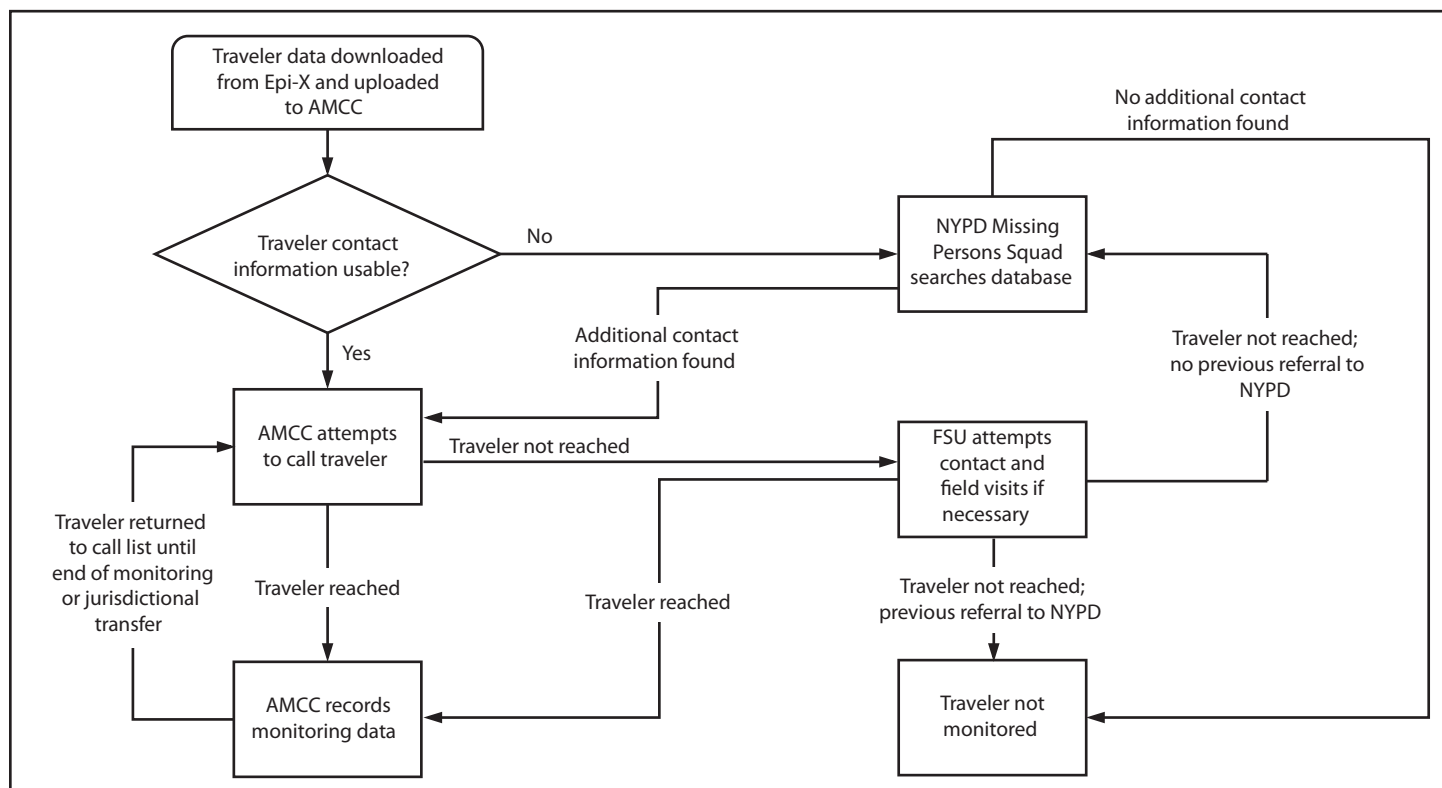 Traveler data downloaded
from Epi-X and uploaded
to AMCC
No additional contact
information found
Traveler contact
information usable?
No
NYPD Missing
Persons Squad
searches database
Additional contact
information found
Yes
Traveler not reached;
no previous referral to
NYPD
AMCC attempts
to call traveler
Traveler not reached
FSU attempts
contact and
field visits if
necessary
Traveler returned
to call list until
end of monitoring
or jurisdictional
transfer
Traveler reached
Traveler reached
Traveler not reached;
previous referral to NYPD
AMCC records
monitoring data
Traveler not
monitored